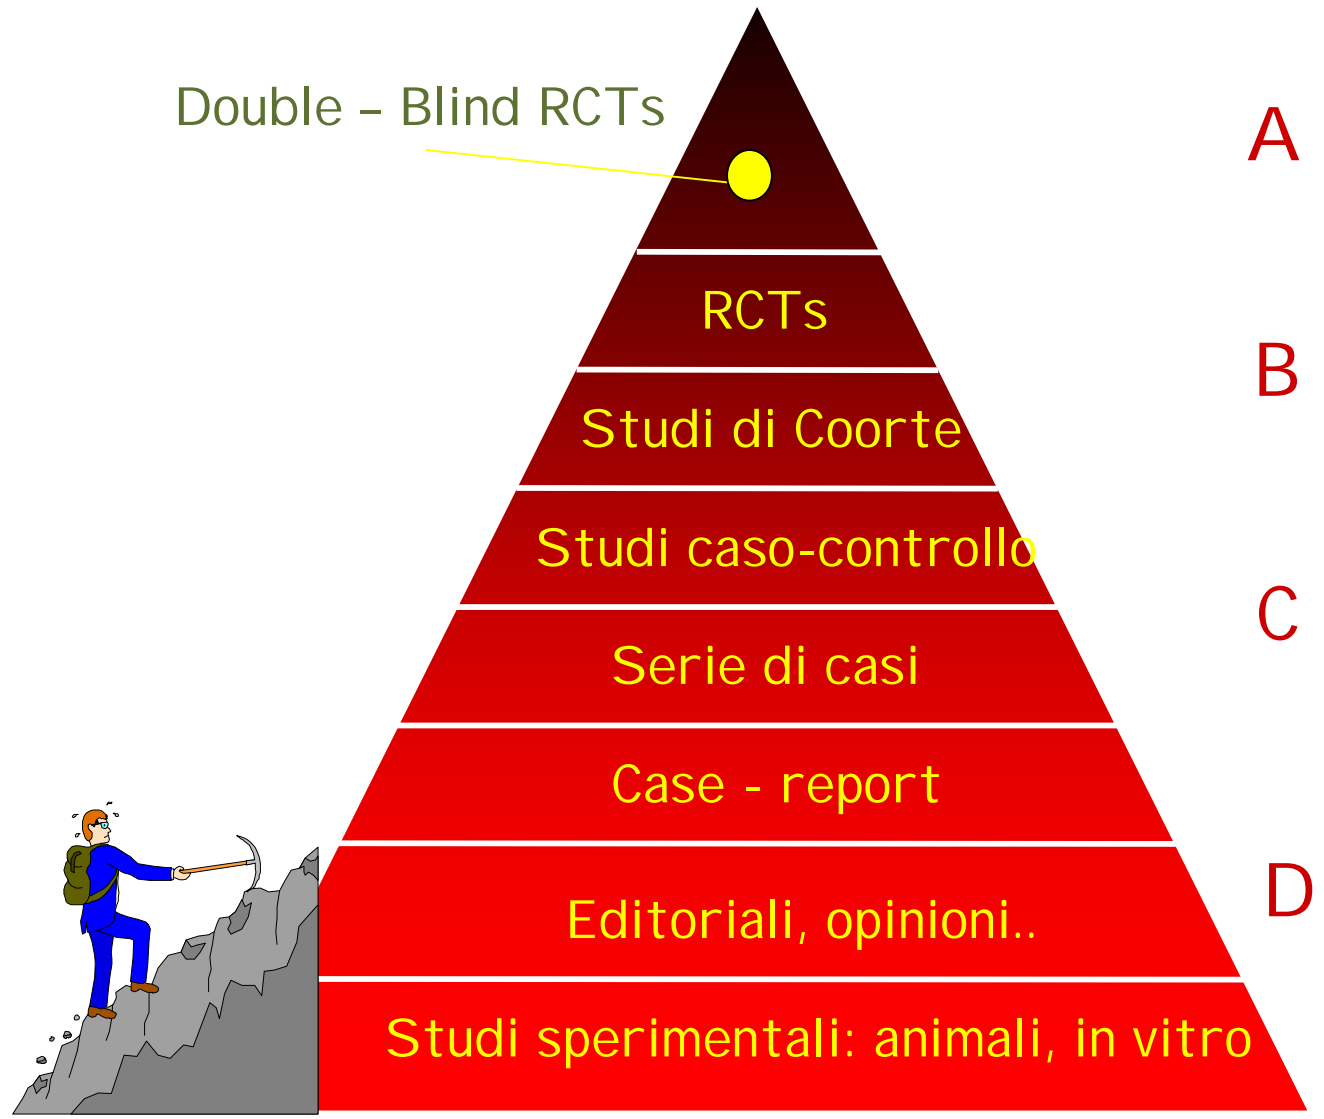 Double – Blind RCTs
A
RCTs
B
Studi di Coorte
Studi caso-controllo
C
Serie di casi
Case - report
D
Editoriali, opinioni..
Studi sperimentali: animali, in vitro